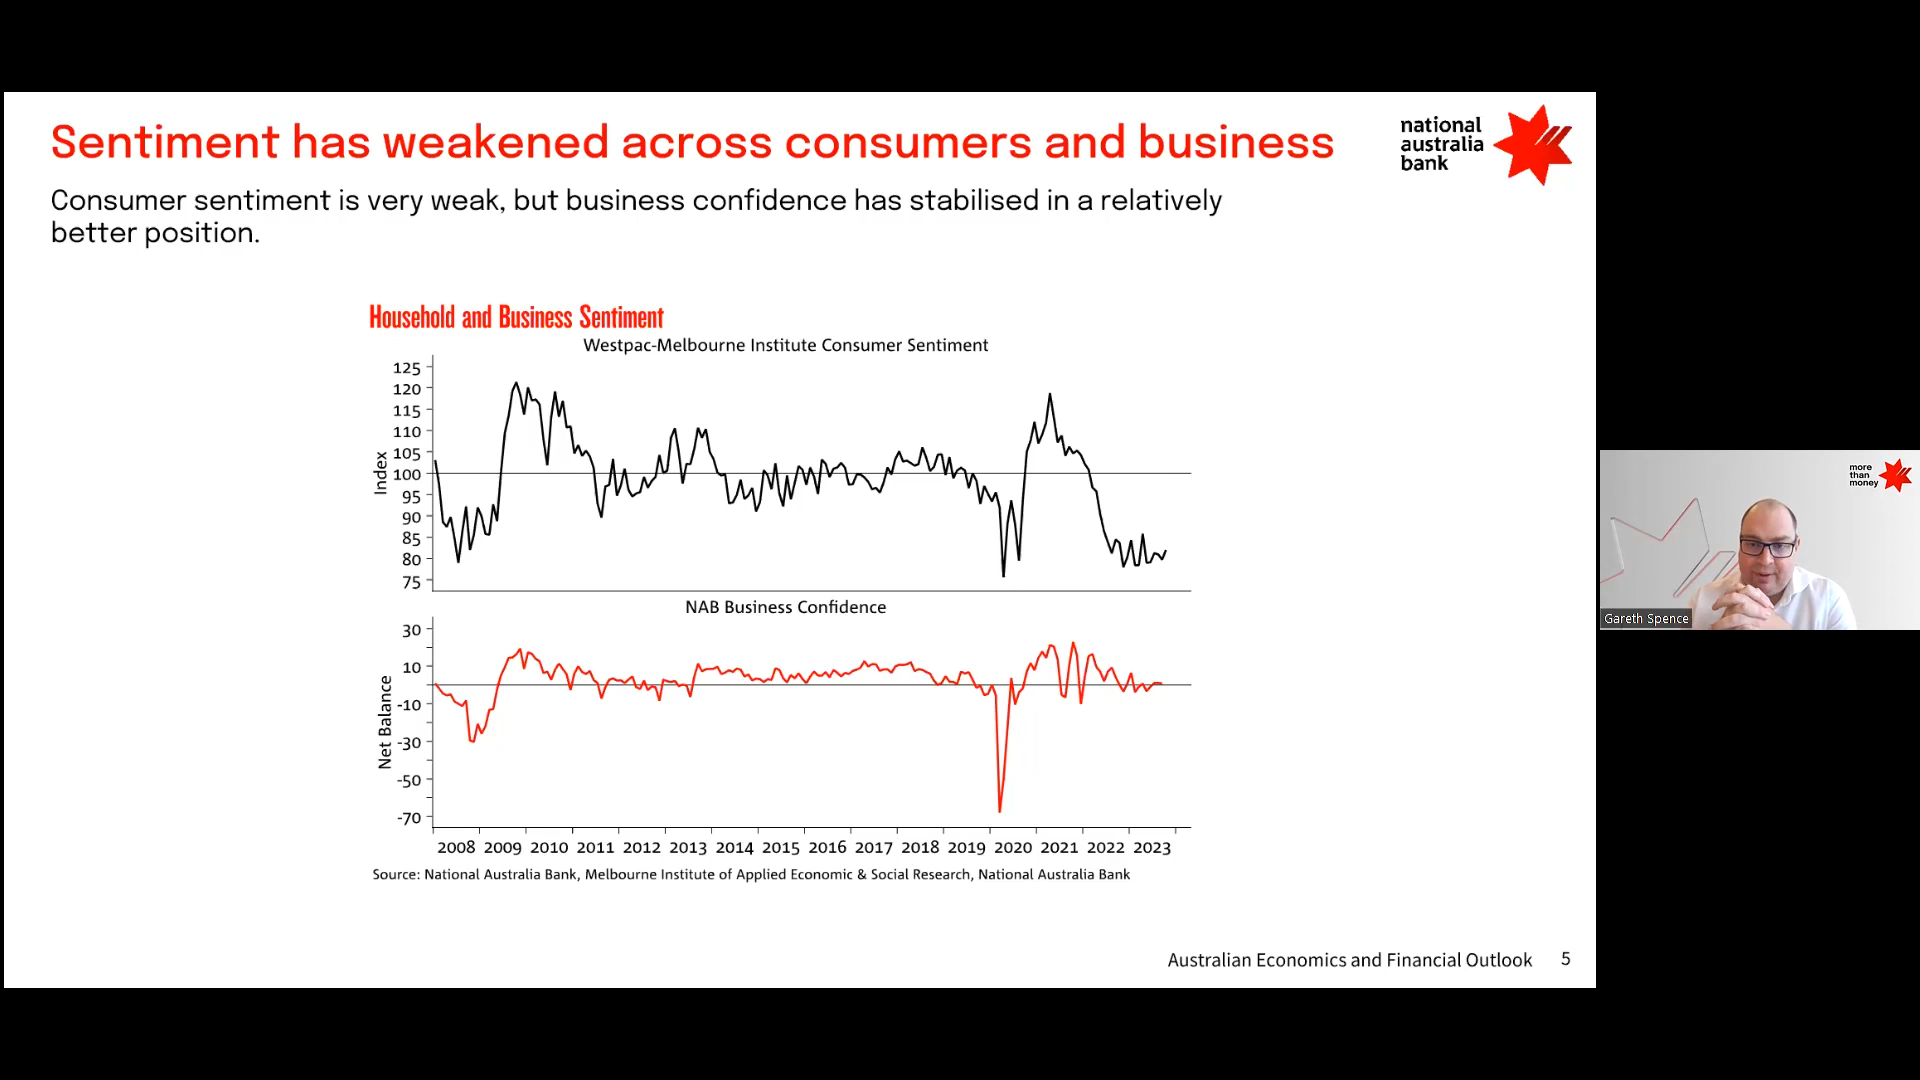 Sentiment has weakened across consumers and business
national
australia
bank
Consumer sentiment is very weak, but business confidence has stabilised in a relatively
better position.
Household and Business Sentiment
Westpac-Melbourne Institute Consumer Sentiment
125
120
115
110
105
100
95
90
85
80
75
Index
NAB Business Confidence
30
10
-10
-30
-50
-70
Net Balance
2008 2009 2010 2011 2012 2013 2014 2015 2016 2017 2018 2019 2020 2021 2022 2023
Source: National Australia Bank, Melbourne Institute of Applied Economic & Social Research, National Australia Bank
Australian Economics and Financial Outlook 5
more
than
money
Gareth Spence